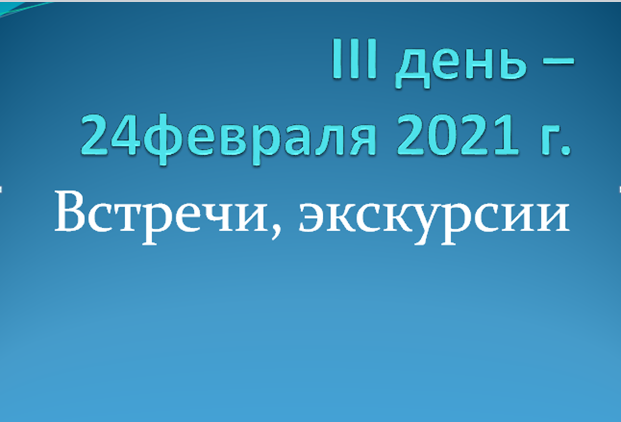 III день –
24февраля 2021 г.
Встречи, экскурсии